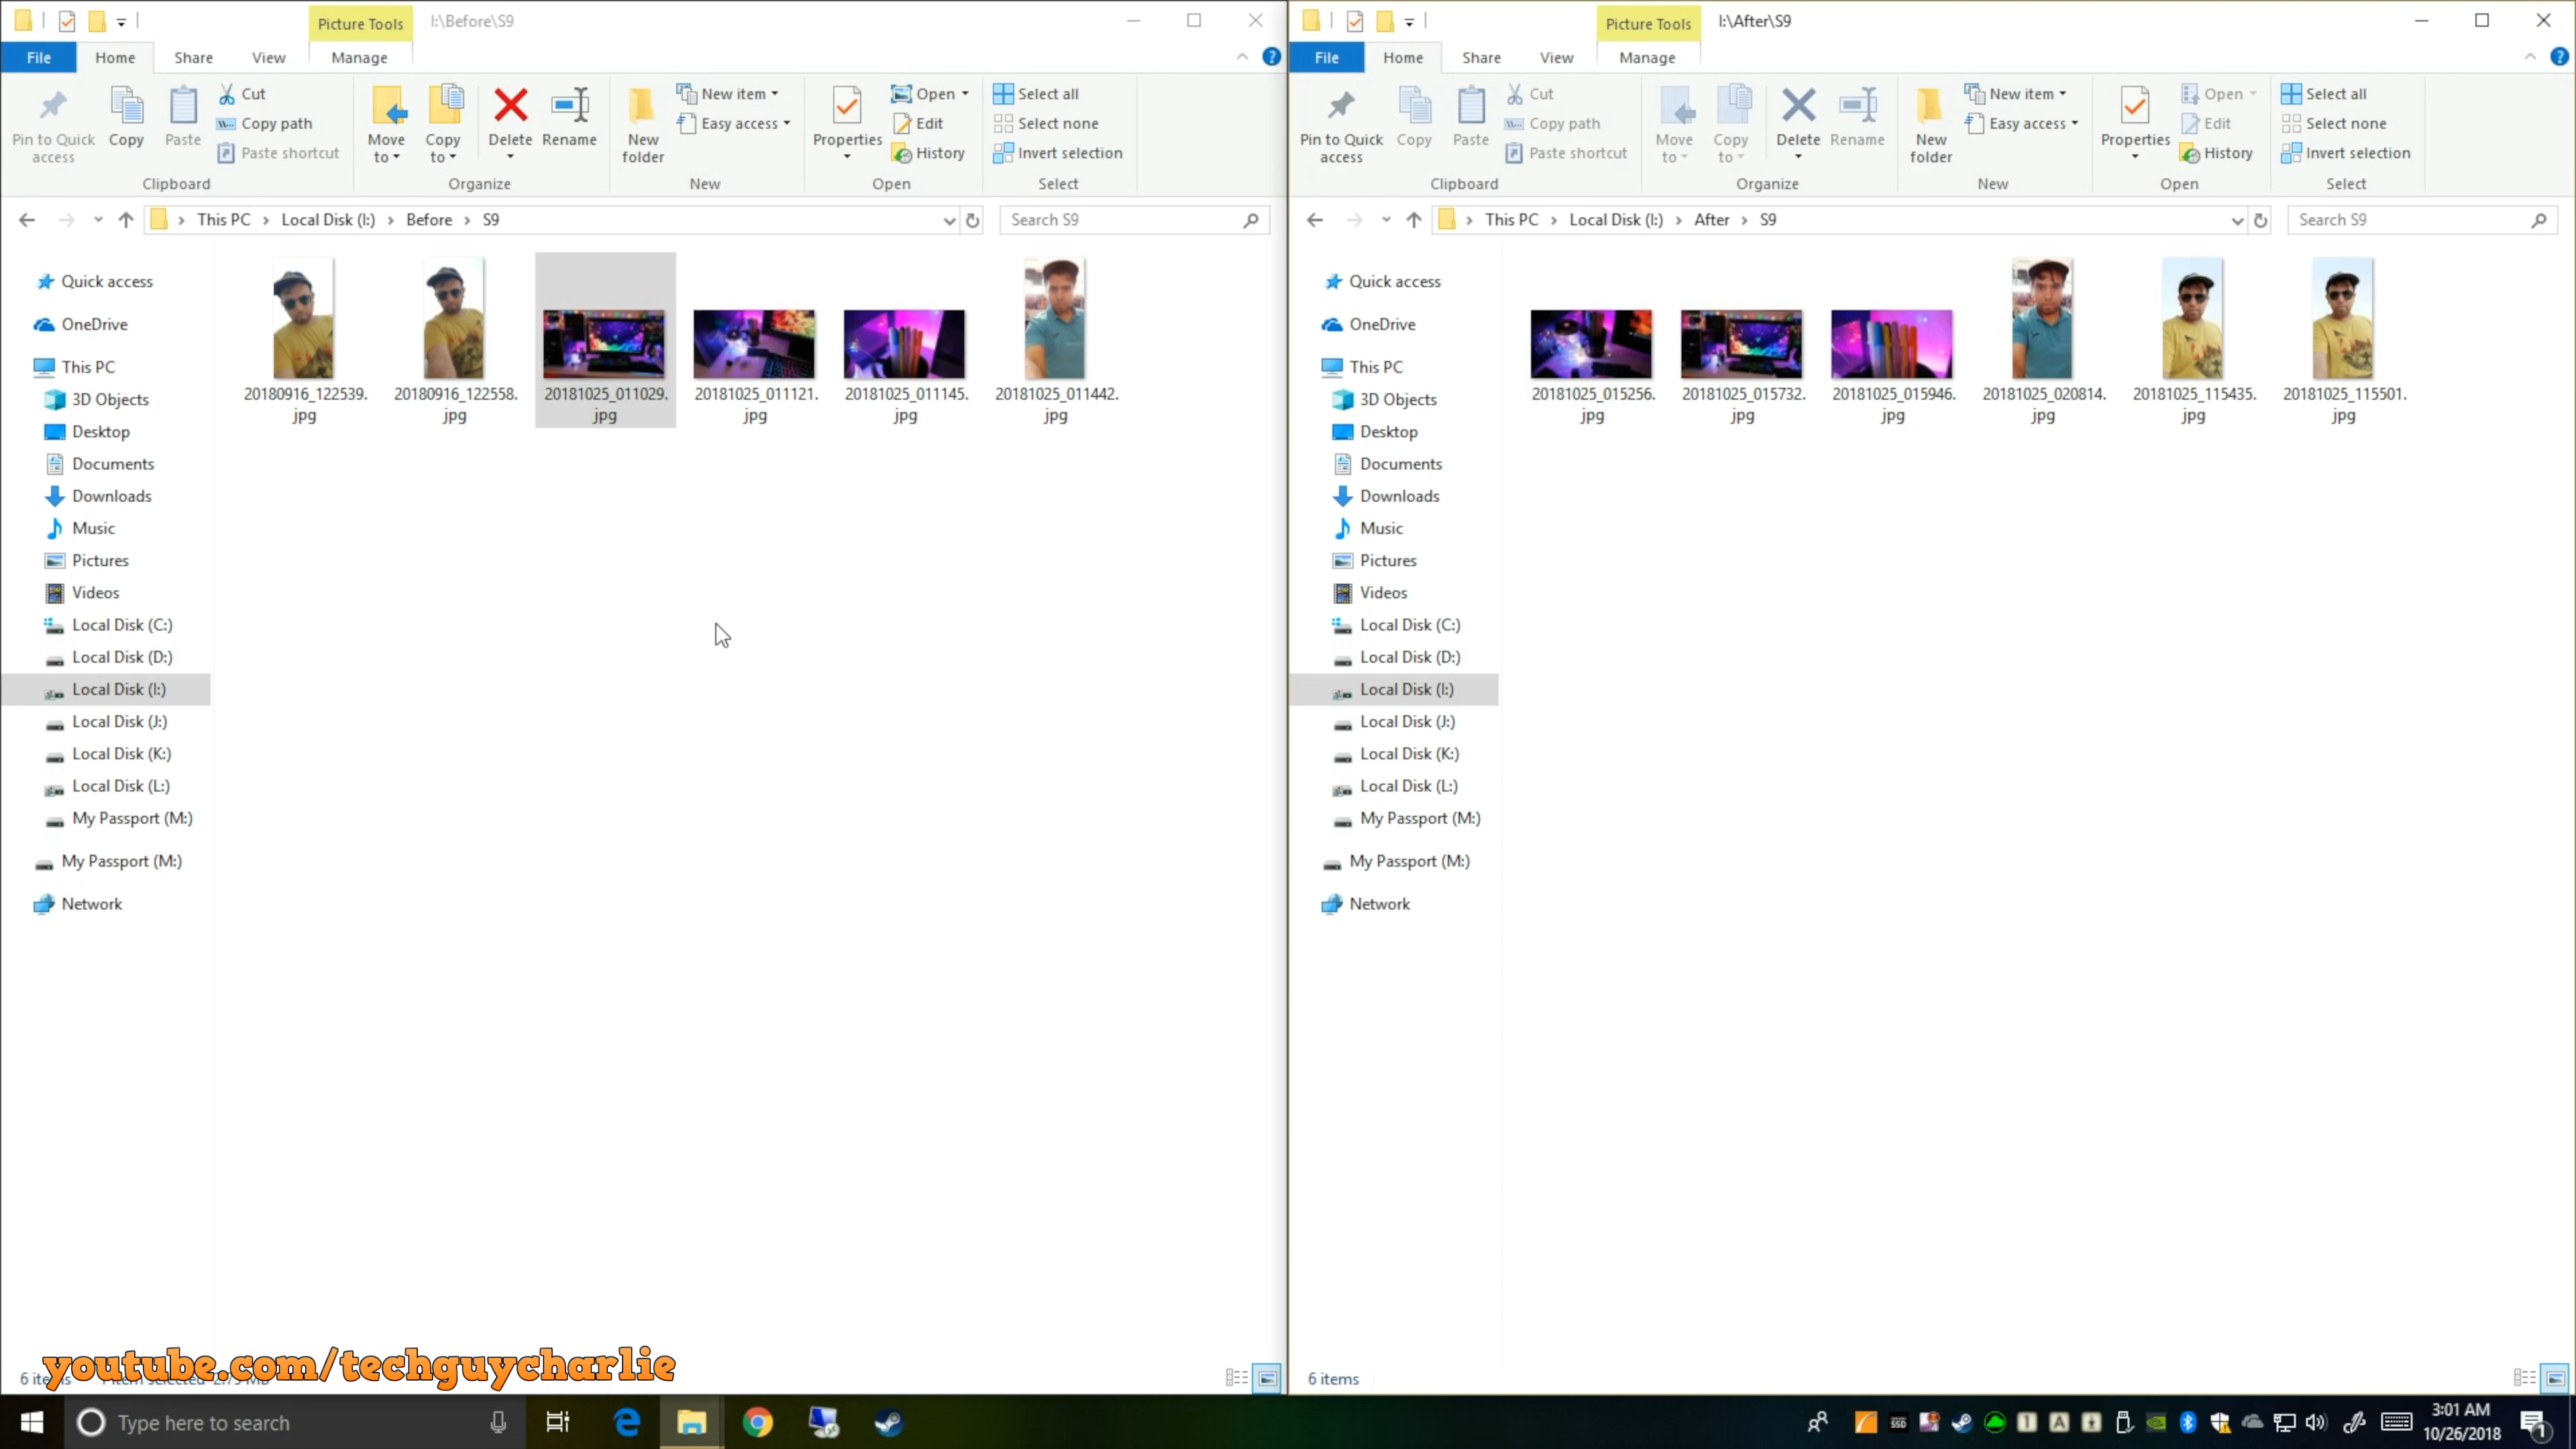 Picture Tools
I:\Before\S9
File Home Share View Manage
Pin to Quick access
Copy
Paste
Cut
Copy path
Paste shortcut
Clipboard
Move to
Copy to
Delete
Rename
Organize
New folder
New item
Easy access
New
Properties
Open
Edit
History
Open
Select all
Select none
Invert selection
Select
This PC Local Disk (I:) Before S9
Search S9
Quick access
OneDrive
This PC
3D Objects
Desktop
Documents
Downloads
Music
Pictures
Videos
Local Disk (C:)
Local Disk (D:)
Local Disk (I:)
Local Disk (J:)
Local Disk (K:)
Local Disk (L:)
My Passport (M:)
My Passport (M:)
Network
20180916_122539.jpg
20180916_122558.jpg
20181025_011029.jpg
20181025_011121.jpg
20181025_011145.jpg
20181025_011442.jpg
youtube.com/techguycharlie
Picture Tools
I:\After\S9
File Home Share View Manage
Pin to Quick access
Copy
Paste
Cut
Copy path
Paste shortcut
Clipboard
Move to
Copy to
Delete
Rename
Organize
New folder
New item
Easy access
New
Properties
Open
Edit
History
Open
Select all
Select none
Invert selection
Select
This PC Local Disk (I:) After S9
Search S9
Quick access
OneDrive
This PC
3D Objects
Desktop
Documents
Downloads
Music
Pictures
Videos
Local Disk (C:)
Local Disk (D:)
Local Disk (I:)
Local Disk (J:)
Local Disk (K:)
Local Disk (L:)
My Passport (M:)
My Passport (M:)
Network
20181025_015256.jpg
20181025_015732.jpg
20181025_015946.jpg
20181025_020814.jpg
20181025_115435.jpg
20181025_115501.jpg
6 items
Type here to search
SSD
1
A
3:01 AM
10/26/2018
1